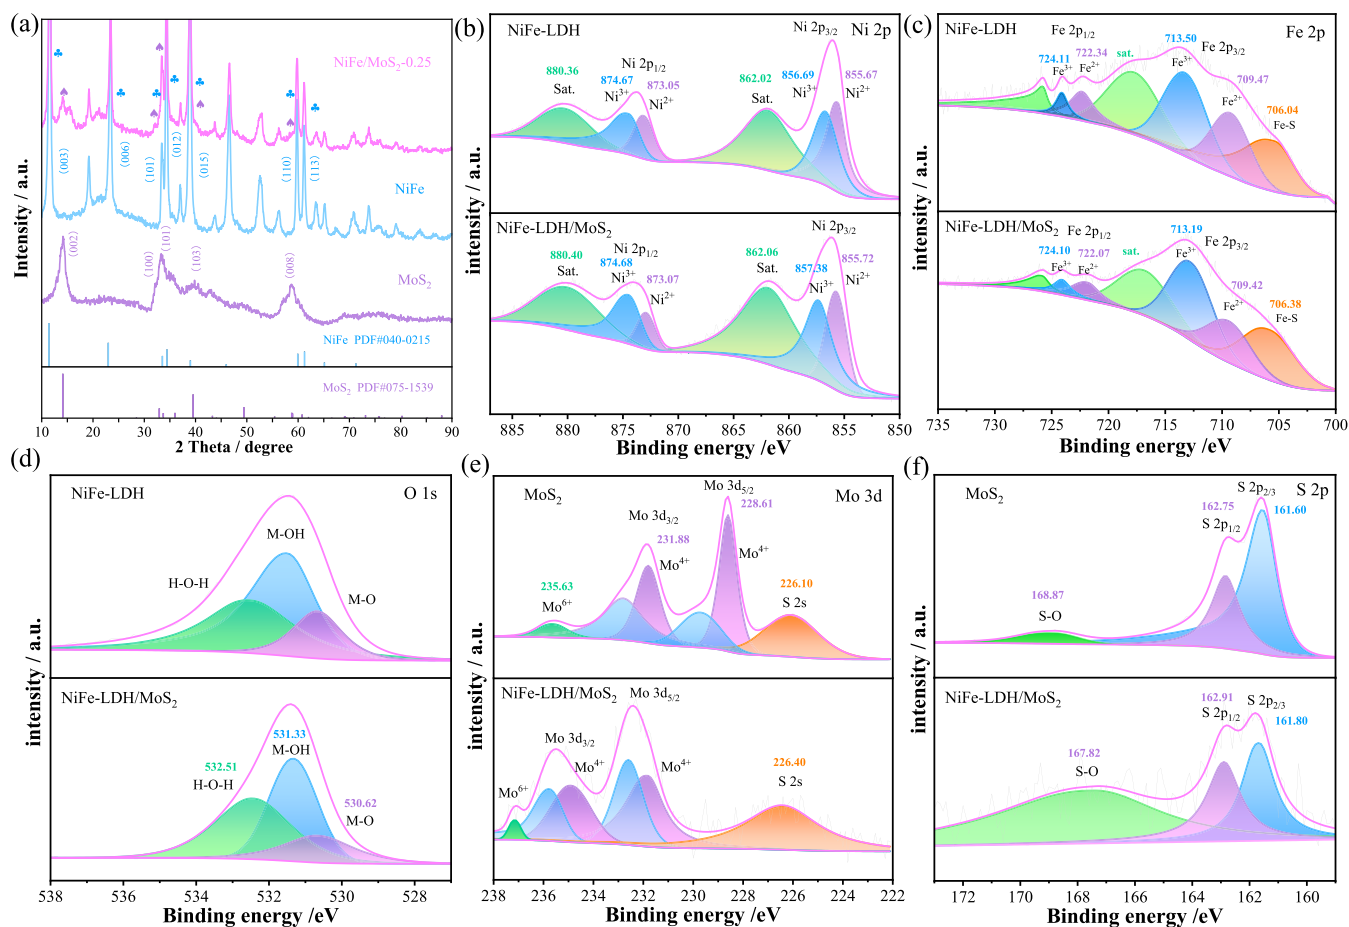 (a)
NiFe/MoS₂-0.25
(003)
(006)
(101)
(012)
(015)
(110)
(113)
NiFe
(002)
(100)
(101)
(103)
(008)
MoS₂
NiFe PDF#040-0215
MoS₂ PDF#075-1539
Intensity / a.u.
10 20 30 40 50 60 70 80 90
2 Theta / degree
(b)
NiFe-LDH
Ni 2p
Ni 2p₃/₂
Ni 2p₁/₂
880.36
Sat.
874.67
Ni³⁺
873.05
Ni²⁺
862.02
Sat.
856.69
Ni³⁺
855.67
Ni²⁺
NiFe-LDH/MoS₂
Ni 2p₃/₂
Ni 2p₁/₂
880.40
Sat.
874.68
Ni³⁺
873.07
Ni²⁺
862.06
Sat.
857.38
Ni³⁺
855.72
Ni²⁺
intensity / a.u.
885 880 875 870 865 860 855 850
Binding energy /eV
(c)
NiFe-LDH
Fe 2p
Fe 2p₁/₂
724.11
Fe³⁺
722.34
Fe²⁺
sat.
713.50
Fe³⁺
Fe 2p₃/₂
709.47
Fe²⁺
706.04
Fe-S
NiFe-LDH/MoS₂
Fe 2p₁/₂
724.10
Fe³⁺
722.07
Fe²⁺
sat.
713.19
Fe³⁺
Fe 2p₃/₂
709.42
Fe²⁺
706.38
Fe-S
intensity / a.u.
735 730 725 720 715 710 705 700
Binding energy /eV
(d)
NiFe-LDH
O 1s
M-OH
H-O-H
M-O
NiFe-LDH/MoS₂
531.33
M-OH
532.51
H-O-H
530.62
M-O
intensity / a.u.
538 536 534 532 530 528
Binding energy /eV
(e)
MoS₂
Mo 3d
Mo 3d₅/₂
228.61
Mo⁴⁺
Mo 3d₃/₂
231.88
Mo⁴⁺
235.63
Mo⁶⁺
226.10
S 2s
NiFe-LDH/MoS₂
Mo 3d₅/₂
Mo 3d₃/₂
Mo⁶⁺
Mo⁴⁺
Mo⁴⁺
226.40
S 2s
intensity / a.u.
238 236 234 232 230 228 226 224 222
Binding energy /eV
(f)
MoS₂
S 2p
S 2p₂/₃
161.60
162.75
S 2p₁/₂
168.87
S-O
NiFe-LDH/MoS₂
162.91
S 2p₁/₂
S 2p₂/₃
161.80
167.82
S-O
intensity / a.u.
172 170 168 166 164 162 160
Binding energy /eV